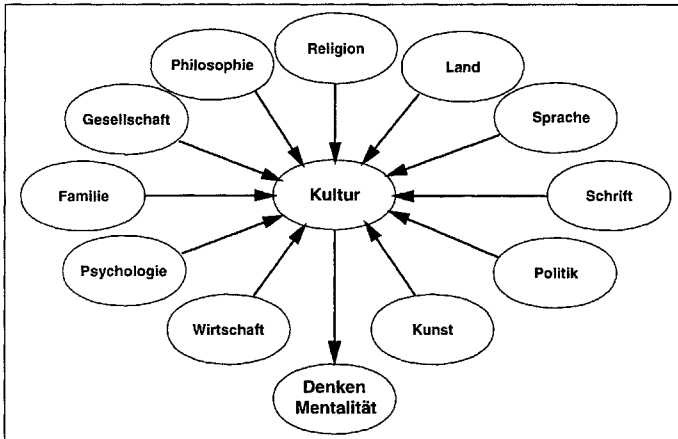 Religion
Philosophie
Land
Gesellschaft
Sprache
Familie
Kultur
Schrift
Psychologie
Politik
Wirtschaft
Kunst
Denken
Mentalität